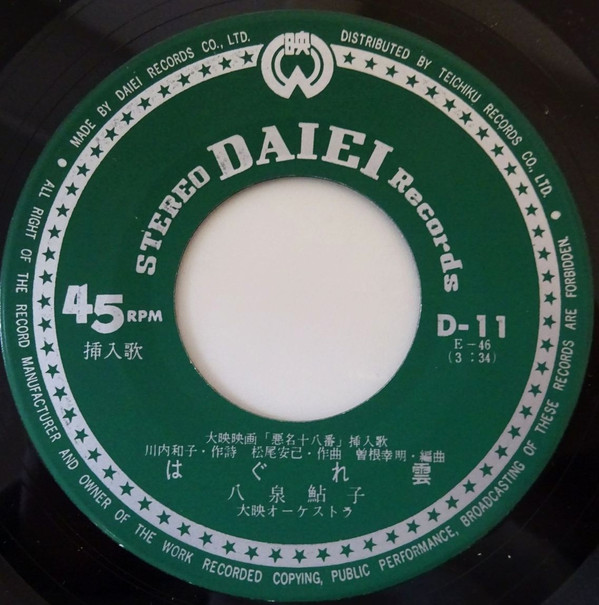 MADE BY DAIEI RECORDS CO., LTD.
映
DISTRIBUTED BY TEICHIKU RECORDS CO., LTD.
ALL RIGHT OF THE RECORD MANUFACTURER AND OWNER OF THE WORK RECORDED COPYING, PUBLIC PERFORMANCE, BROADCASTING OF THESE RECORDS ARE FORBIDDEN.
STEREO DAIEI Records
45 RPM
挿入歌
D-11
E-46
(3:34)
大映映画「悪名十八番」挿入歌
川内和子・作詩 松尾安己・作曲 曽根幸明・編曲
はぐれ雲
八泉鮎子
大映オーケストラ